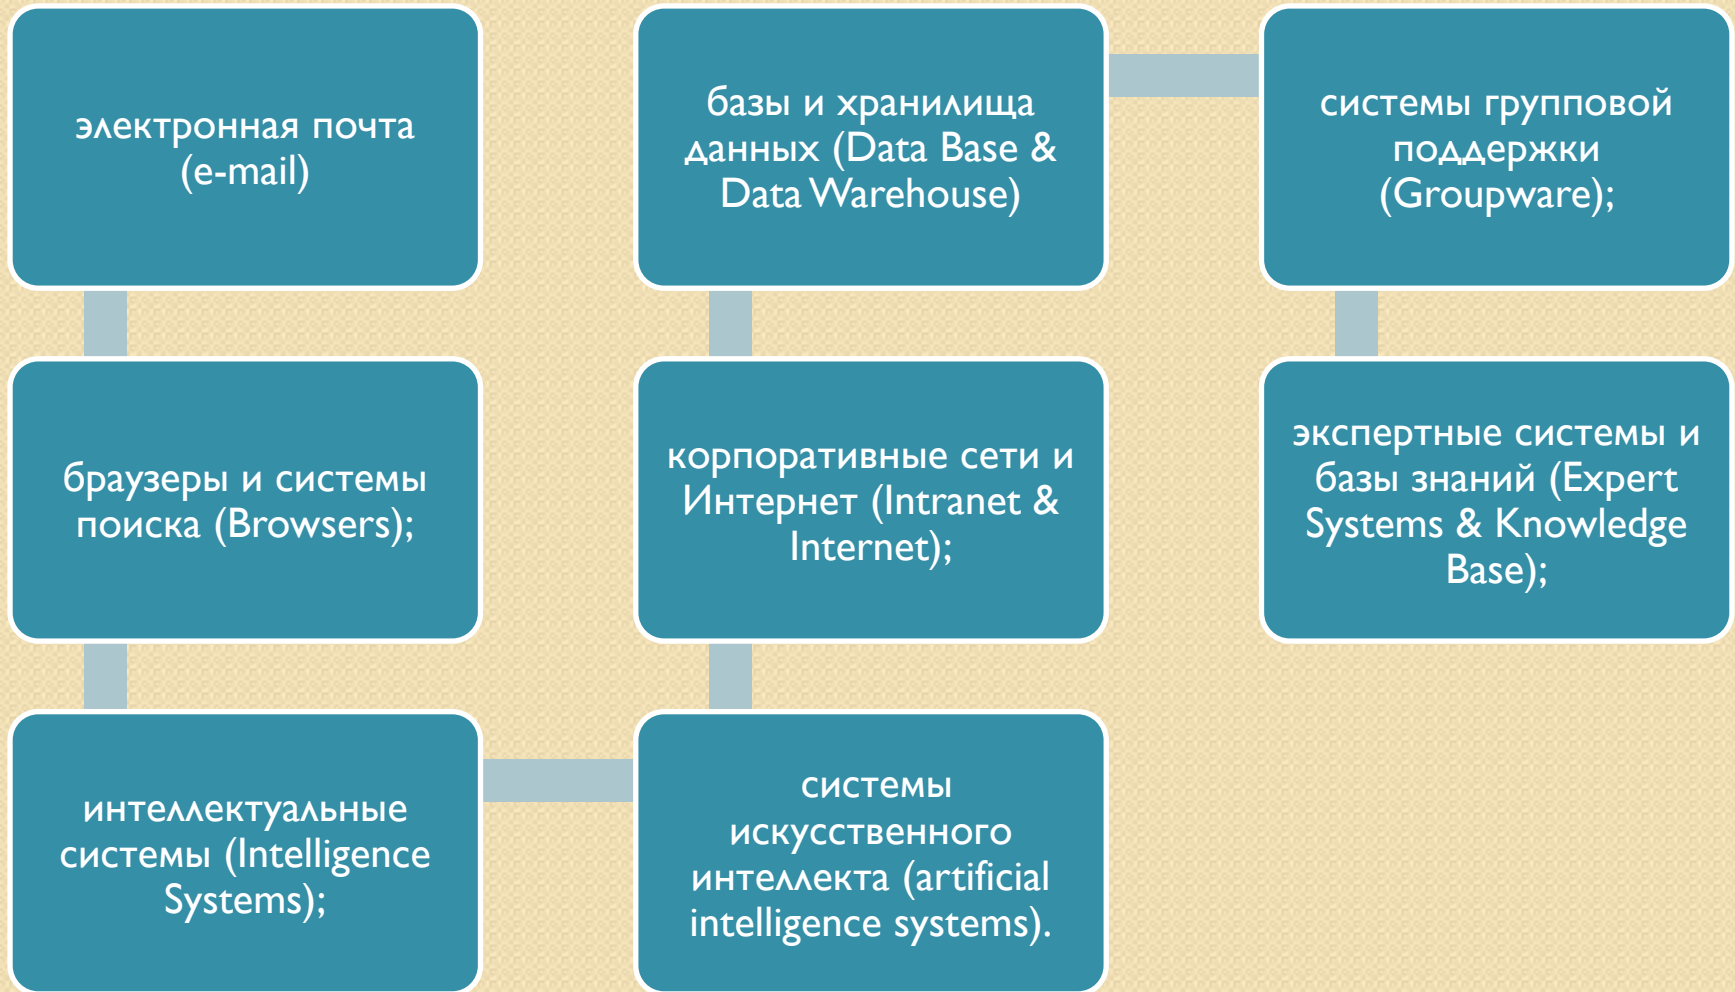 электронная почта
(e-mail)
браузеры и системы
поиска (Browsers);
интеллектуальные
системы (Intelligence
Systems);
системы
искусственного
интеллекта (artificial
intelligence systems).
корпоративные сети и
Интернет (Intranet &
Internet);
базы и хранилища
данных (Data Base &
Data Warehouse)
системы групповой
поддержки
(Groupware);
экспертные системы и
базы знаний (Expert
Systems & Knowledge
Base);